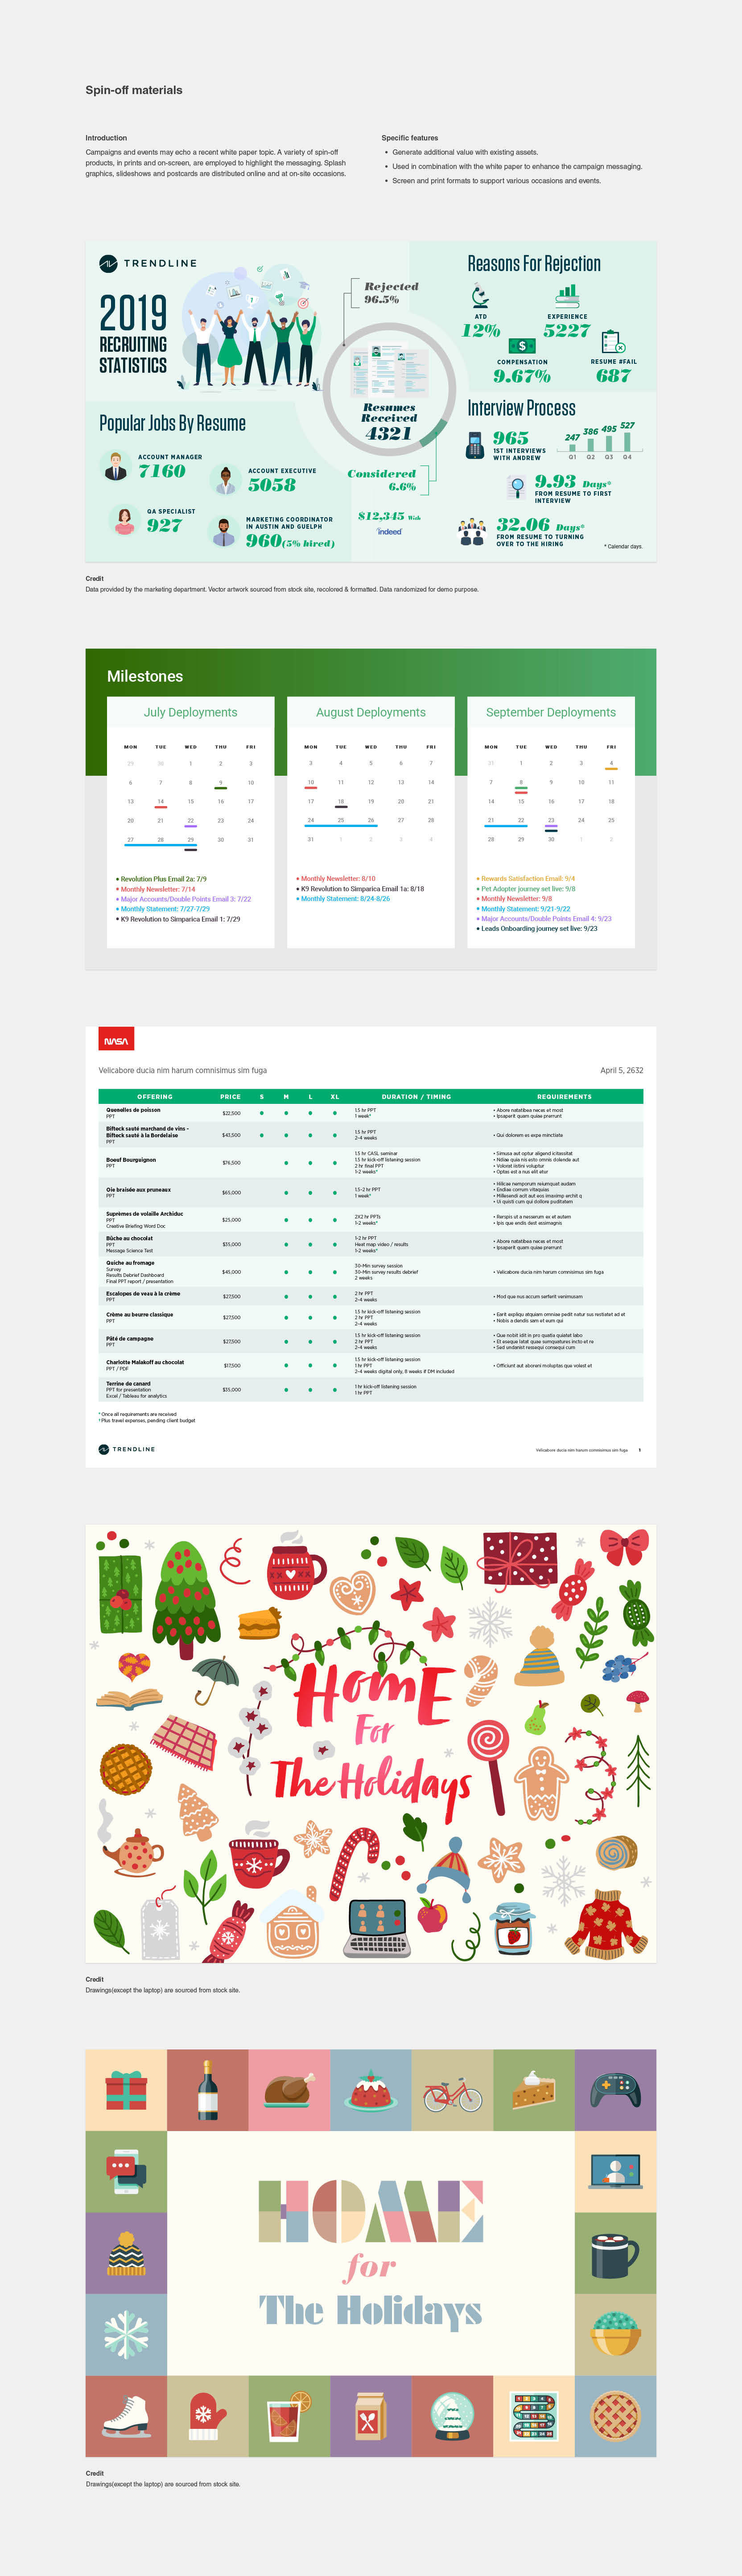 Spin-off materials
Introduction
Campaigns and events may echo a recent white paper topic. A variety of spin-off
products, in prints and on-screen, are employed to highlight the messaging. Splash
graphics, slideshows and postcards are distributed online and at on-site occasions.
Specific features
• Generate additional value with existing assets.
• Used in combination with the white paper to enhance the campaign messaging.
• Screen and print formats to support various occasions and events.
TRENDLINE
2019
RECRUITING
STATISTICS
Rejected
96.5%
Resumes
Received
4321
Considered
6.6%
$12,345 With
indeed
Reasons For Rejection
ATD
12%
EXPERIENCE
5227
COMPENSATION
9.67%
RESUME #FAIL
687
Popular Jobs By Resume
ACCOUNT MANAGER
7160
ACCOUNT EXECUTIVE
5058
QA SPECIALIST
927
MARKETING COORDINATOR
IN AUSTIN AND GUELPH
960 (5% hired)
Interview Process
965
1ST INTERVIEWS
WITH ANDREW
247 386 495 527
Q1 Q2 Q3 Q4
9.93 Days*
FROM RESUME TO FIRST
INTERVIEW
32.06 Days*
FROM RESUME TO TURNING
OVER TO THE HIRING
* Calendar days.
Credit
Data provided by the marketing department. Vector artwork sourced from stock site, recolored & formatted. Data randomized for demo purpose.
Milestones
July Deployments
MON TUE WED THU FRI
29 30 1 2 3
6 7 8 9 10
13 14 15 16 17
20 21 22 23 24
27 28 29 30 31
• Revolution Plus Email 2a: 7/9
• Monthly Newsletter: 7/14
• Major Accounts/Double Points Email 3: 7/22
• Monthly Statement: 7/27-7/29
• K9 Revolution to Simparica Email 1: 7/29
August Deployments
MON TUE WED THU FRI
3 4 5 6 7
10 11 12 13 14
17 18 19 20 21
24 25 26 27 28
31 1 2 3 4
• Monthly Newsletter: 8/10
• K9 Revolution to Simparica Email 1a: 8/18
• Monthly Statement: 8/24-8/26
September Deployments
MON TUE WED THU FRI
31 1 2 3 4
7 8 9 10 11
14 15 16 17 18
21 22 23 24 25
28 29 30 1 2
• Rewards Satisfaction Email: 9/4
• Pet Adopter journey set live: 9/8
• Monthly Newsletter: 9/8
• Monthly Statement: 9/21-9/22
• Major Accounts/Double Points Email 4: 9/23
• Leads Onboarding journey set live: 9/23
NASA
Velicabore ducia nim harum comnisimus sim fuga
April 5, 2632
OFFERING PRICE S M L XL DURATION / TIMING REQUIREMENTS
Quenelles de poisson
PPT
$22,500
1.5 hr PPT
1 week*
• Abore natatibea neces et most
• Ipsaperit quam quiae prerrunt
Bifteck sauté marchand de vins -
Bifteck sauté à la Bordelaise
PPT
$43,500
1.5 hr PPT
2-4 weeks
• Qui dolorem es expe minctiate
Boeuf Bourguignon
PPT
$76,500
1.5 hr CASL seminar
1.5 hr kick-off listening session
2 hr final PPT
1-2 weeks*
• Simusa aut optur aligend icitessitat
• Ndiae quia nis esto omnis dolende aut
• Volorat istini voluptur
• Optas est a nus elit etur
Oie braisée aux pruneaux
PPT
$65,000
1.5-2 hr PPT
1 week*
• Hilicae nemporum reiumquat audam
• Endiae corrum vitaquias
• Millesendi acit aut eos imaximp archit q
• Ui quisti cum qui dollore puditatem
Suprèmes de volaille Archiduc
PPT
Creative Briefing Word Doc
$25,000
2X2 hr PPTs
1-2 weeks*
• Rerspis ut a nesserum ex et autem
• Ipis que endis dest essimagnis
Bûche au chocolat
PPT
Message Science Test
$35,000
1-2 hr PPT
Heat map video / results
1-2 weeks*
• Abore natatibea neces et most
• Ipsaperit quam quiae prerrunt
Quiche au fromage
Survey
Results Debrief Dashboard
Final PPT report / presentation
$45,000
30-Min survey session
30-Min survey results debrief
2 weeks
• Velicabore ducia nim harum comnisimus sim fuga
Escalopes de veau à la crème
PPT
$27,500
2 hr PPT
2-4 weeks
• Mod que nus accum serferit venimusam
Crème au beurre classique
PPT
$27,500
1.5 hr kick-off listening session
2 hr PPT
2-4 weeks
• Earit expliqu atquiam omniae pedit natur sus restiatet ad et
• Nobis a dendis sam et eum qui
Pâté de campagne
PPT
$27,500
1.5 hr kick-off listening session
2 hr PPT
2-4 weeks
• Que nobit idit in pro quatia quiatet labo
• Et eseque latat quae sumquatures incto et re
• Sed undanist ressequi consequi cum
Charlotte Malakoff au chocolat
PPT / PDF
$17,500
1.5 hr kick-off listening session
1 hr PPT
2-4 weeks digital only, 8 weeks if DM included
• Officiunt aut aboreni moluptas que volest et
Terrine de canard
PPT for presentation
Excel / Tableau for analytics
$35,000
1 hr kick-off listening session
1 hr PPT
* Once all requirements are received
† Plus travel expenses, pending client budget
TRENDLINE
Velicabore ducia nim harum comnisimus sim fuga 1
Home
For
The Holidays
Credit
Drawings(except the laptop) are sourced from stock site.
HOME
for
The Holidays
Credit
Drawings(except the laptop) are sourced from stock site.